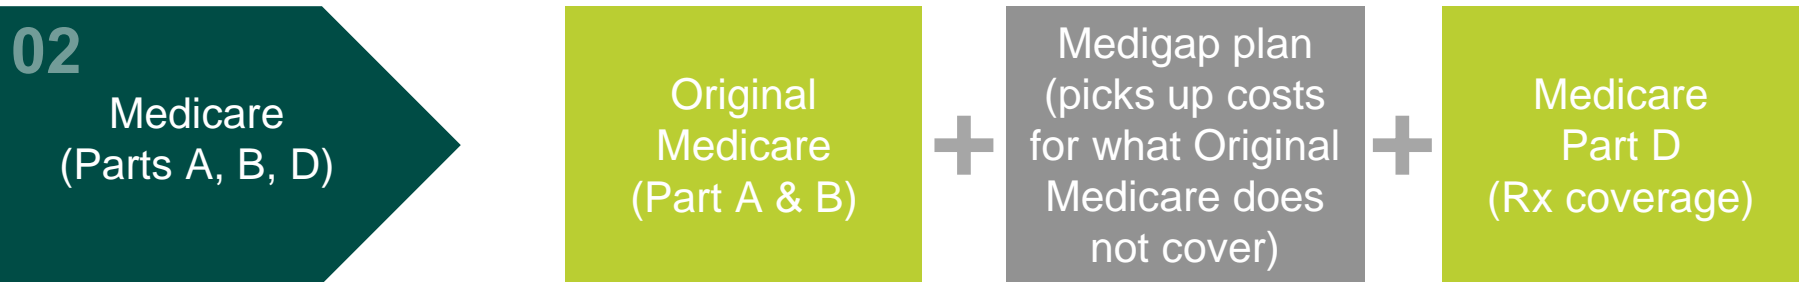 02
Medicare
(Parts A, B, D)
Original
Medicare
(Part A & B)
+
Medigap plan
(picks up costs
for what Original
Medicare does
not cover)
+
Medicare
Part D
(Rx coverage)